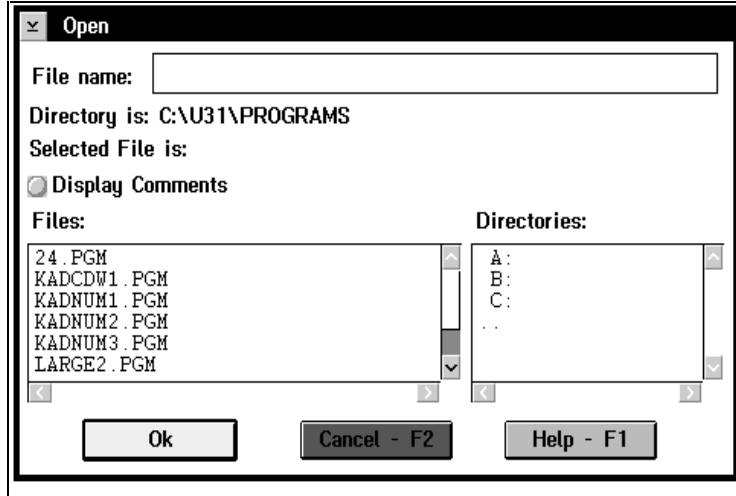 Open
File name:
Directory is: C:\U31\PROGRAMS
Selected File is:
Display Comments
Files:
Directories:
24.PGM
KADCDW1.PGM
KADNUM1.PGM
KADNUM2.PGM
KADNUM3.PGM
LARGE2.PGM
A:
B:
C:
..
Ok
Cancel - F2
Help - F1